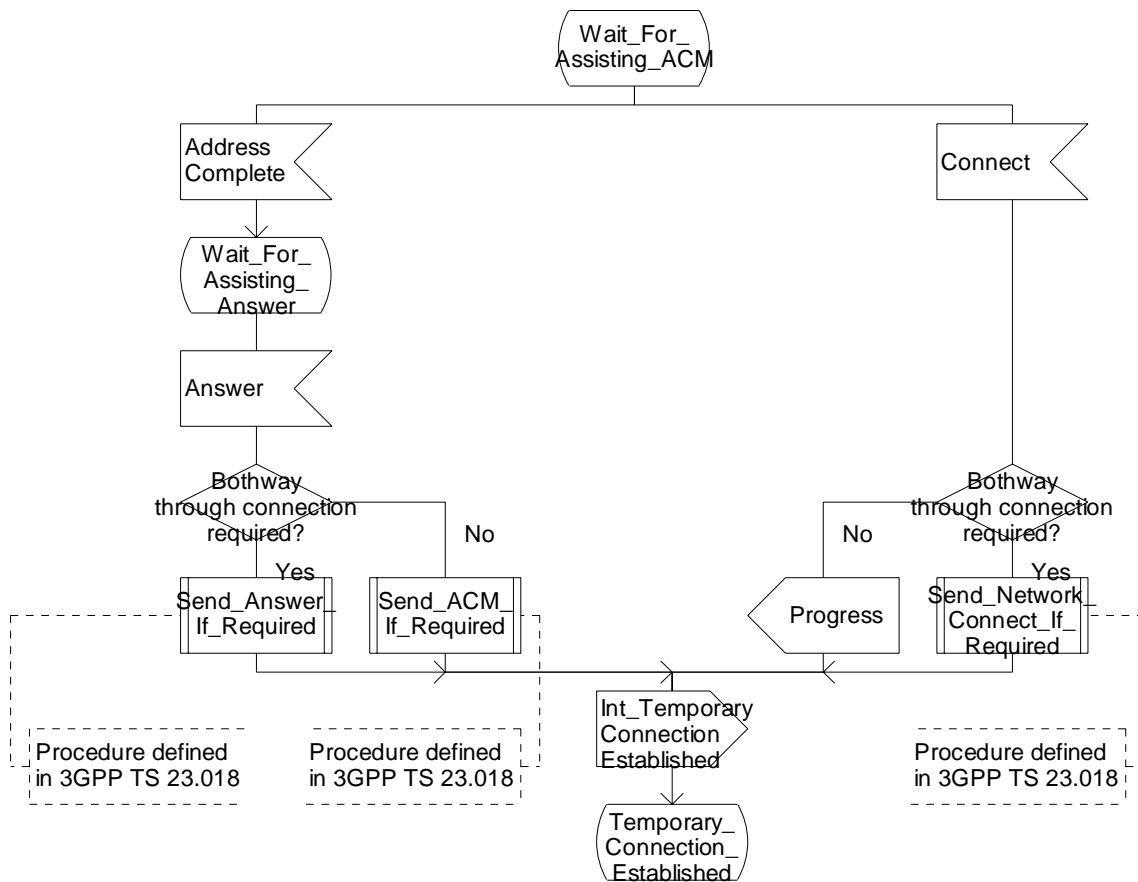 Wait_For_
Assisting_ACM
Address
Complete
Connect
Wait_For_
Assisting_
Answer
Answer
Bothway
through connection
required?
No
Yes
Bothway
through connection
required?
No
Yes
Send_Answer_
If_Required
Send_ACM_
If_Required
Progress
Send_Network_
Connect_If_
Required
Int_Temporary
Connection
Established
Procedure defined
in 3GPP TS 23.018
Procedure defined
in 3GPP TS 23.018
Procedure defined
in 3GPP TS 23.018
Temporary_
Connection_
Established